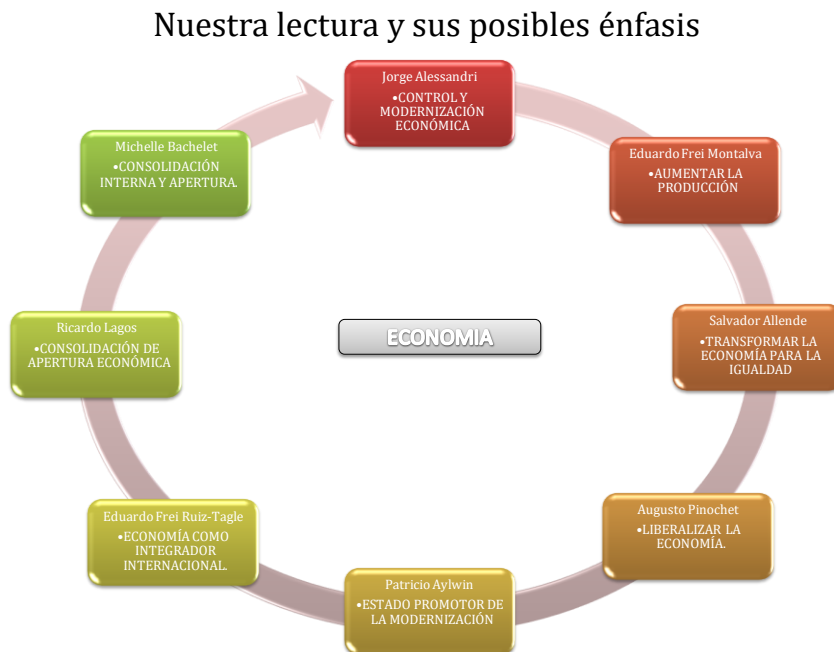 Nuestra lectura y sus posibles énfasis
Jorge Alessandri
•CONTROL Y
MODERNIZACIÓN
ECONÓMICA
Eduardo Frei Montalva
•AUMENTAR LA
PRODUCCIÓN
Salvador Allende
•TRANSFORMAR LA
ECONOMÍA PARA LA
IGUALDAD
Augusto Pinochet
•LIBERALIZAR LA
ECONOMÍA.
Patricio Aylwin
•ESTADO PROMOTOR DE
LA MODERNIZACIÓN
Eduardo Frei Ruiz-Tagle
•ECONOMÍA COMO
INTEGRADOR
INTERNACIONAL.
Ricardo Lagos
•CONSOLIDACIÓN DE
APERTURA ECONÓMICA
Michelle Bachelet
•CONSOLIDACIÓN
INTERNA Y APERTURA.
ECONOMIA